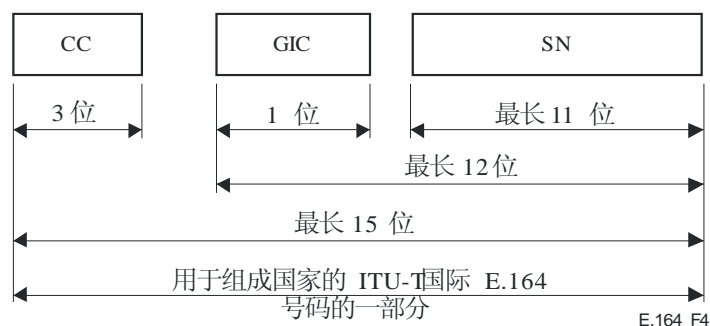 CC GIC SN
3 位 1 位 最长 11 位
最长 12位
最长 15 位
用于组成国家的 ITU-T国际 E.164
号码的一部分
E.164_F4